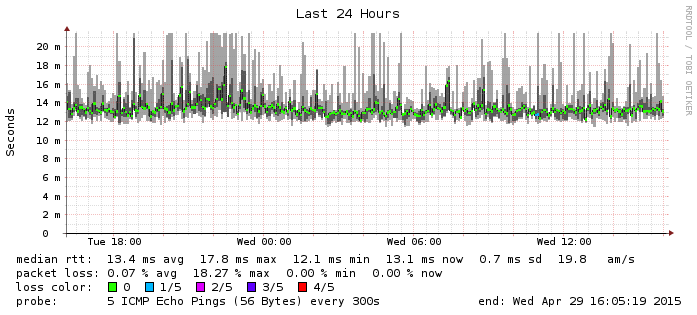 Last 24 Hours
RRDTOOL / TOBI OETIKER
Seconds
20 m
18 m
16 m
14 m
12 m
10 m
8 m
6 m
4 m
2 m
0
Tue 18:00 Wed 00:00 Wed 06:00 Wed 12:00
median rtt: 13.4 ms avg 17.8 ms max 12.1 ms min 13.1 ms now 0.7 ms sd 19.8 am/s
packet loss: 0.07 % avg 18.27 % max 0.00 % min 0.00 % now
loss color: 0 1/5 2/5 3/5 4/5
probe: 5 ICMP Echo Pings (56 Bytes) every 300s end: Wed Apr 29 16:05:19 2015